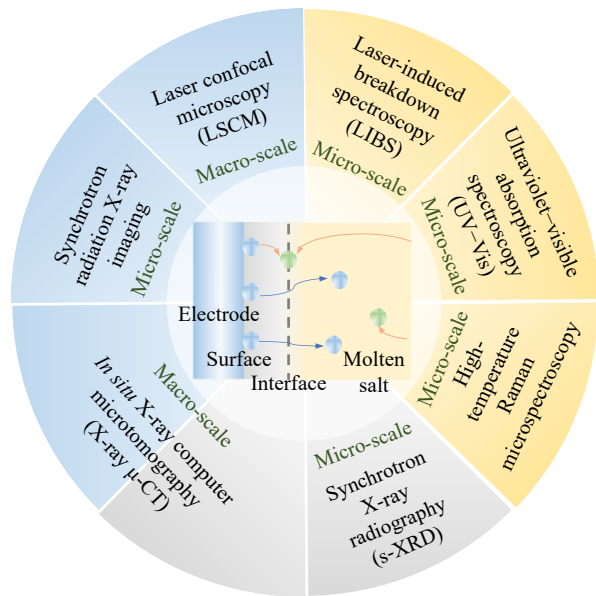 Laser confocal
microscopy
(LSCM)
Macro-scale
Laser-induced
breakdown
spectroscopy
(LIBS)
Micro-scale
Ultraviolet–visible
absorption
spectroscopy
(UV–Vis)
Micro-scale
Micro-scale
High-
temperature
Raman
microspectroscopy
Micro-scale
Synchrotron
X-ray
radiography
(s-XRD)
Macro-scale
In situ X-ray computer
microtomography
(X-ray μ-CT)
Synchrotron
radiation X-ray
imaging
Micro-scale
Electrode
Surface
Interface
Molten
salt